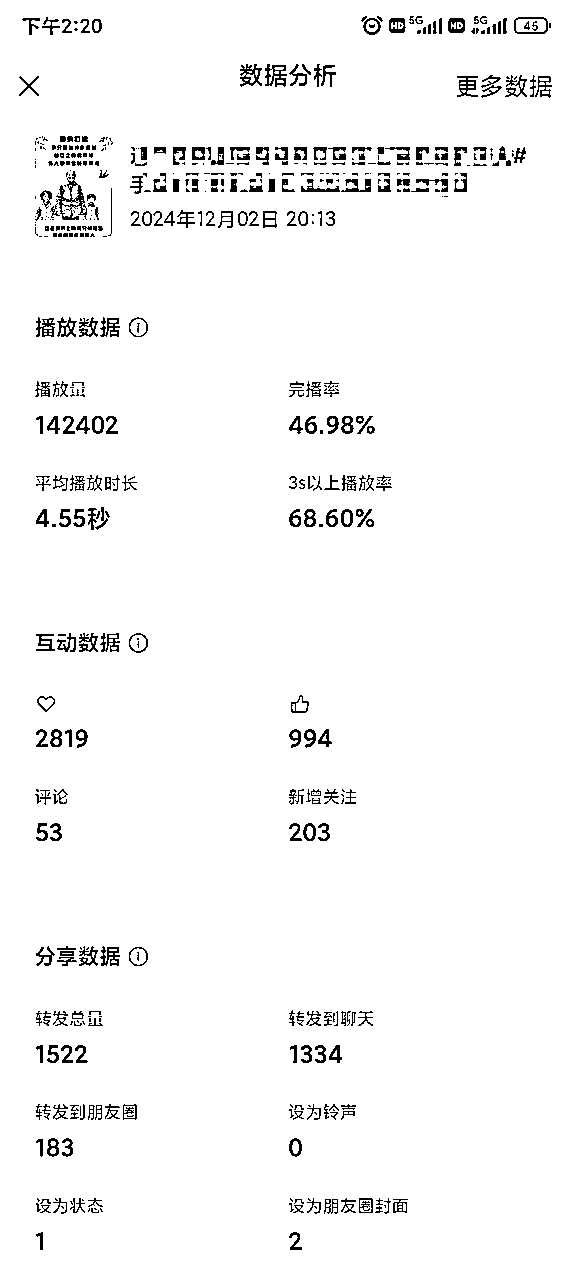 下午2:20
HD 5G HD 5G 45
数据分析
更多数据
#
手
2024年12月02日 20:13
播放数据
播放量
完播率
142402
46.98%
平均播放时长
3s以上播放率
4.55秒
68.60%
互动数据
2819
994
评论
新增关注
53
203
分享数据
转发总量
转发到聊天
1522
1334
转发到朋友圈
设为铃声
183
0
设为状态
设为朋友圈封面
1
2